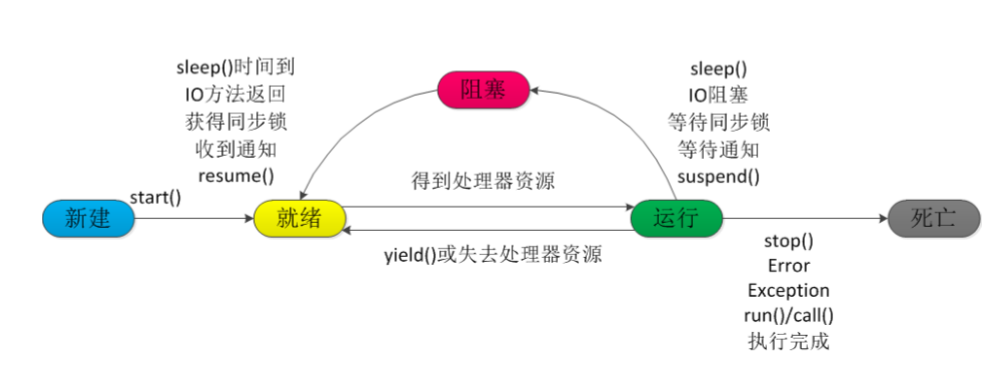 sleep()时间到
IO方法返回
获得同步锁
收到通知
resume()
阻塞
sleep()
IO阻塞
等待同步锁
等待通知
suspend()
start()
得到处理器资源
新建
就绪
运行
死亡
yield()或失去处理器资源
stop()
Error
Exception
run()/call()
执行完成